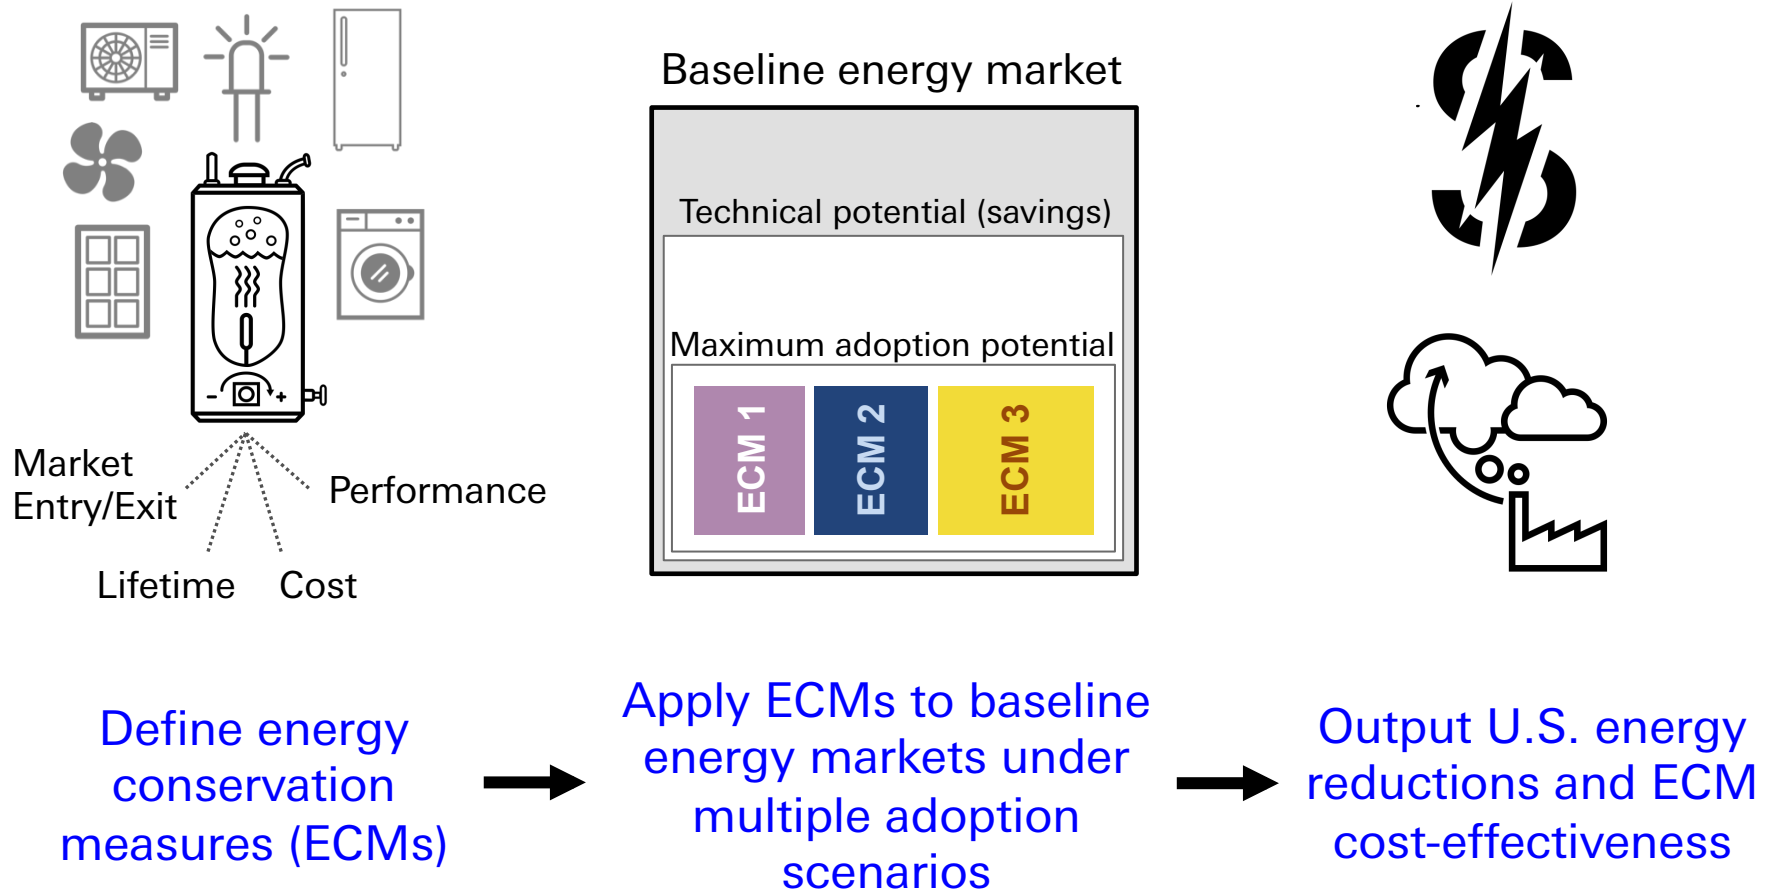 Market
Entry/Exit
Performance
Lifetime
Cost
Define energy
conservation
measures (ECMs)
Baseline energy market
Technical potential (savings)
Maximum adoption potential
ECM 1
ECM 2
ECM 3
Apply ECMs to baseline
energy markets under
multiple adoption
scenarios
Output U.S. energy
reductions and ECM
cost-effectiveness